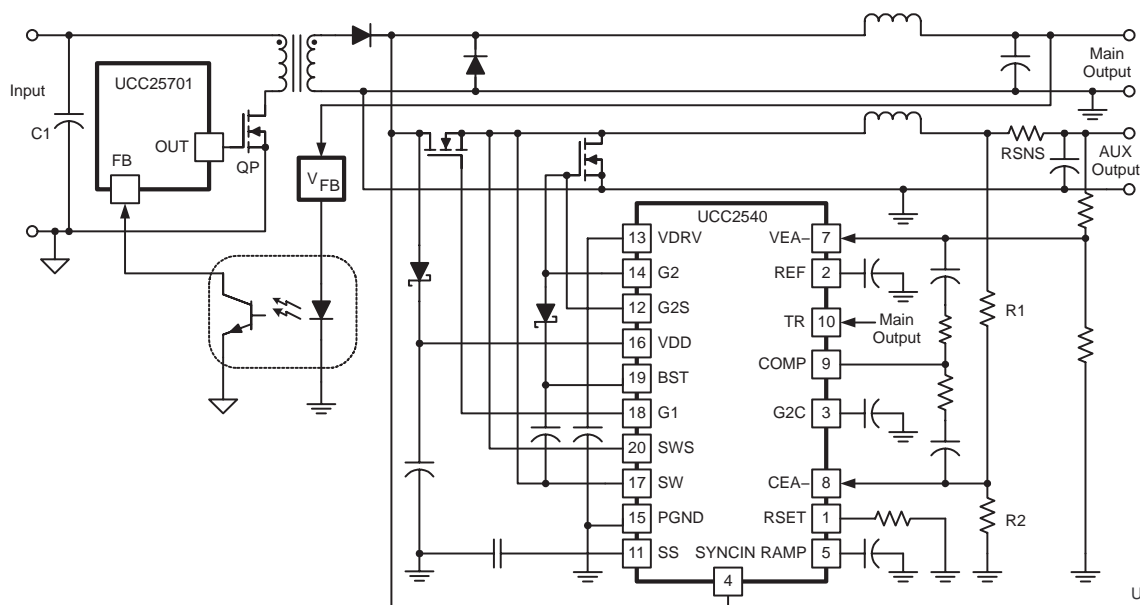 UCC25701
Input
C1
OUT
FB
QP
V FB
Main
Output
RSNS
AUX
Output
UCC2540
13 VDRV
14 G2
12 G2S
16 VDD
19 BST
18 G1
20 SWS
17 SW
15 PGND
11 SS
VEA− 7
REF 2
TR 10
Main
Output
COMP 9
G2C 3
CEA− 8
RSET 1
SYNCIN RAMP 5
4
R1
R2
U